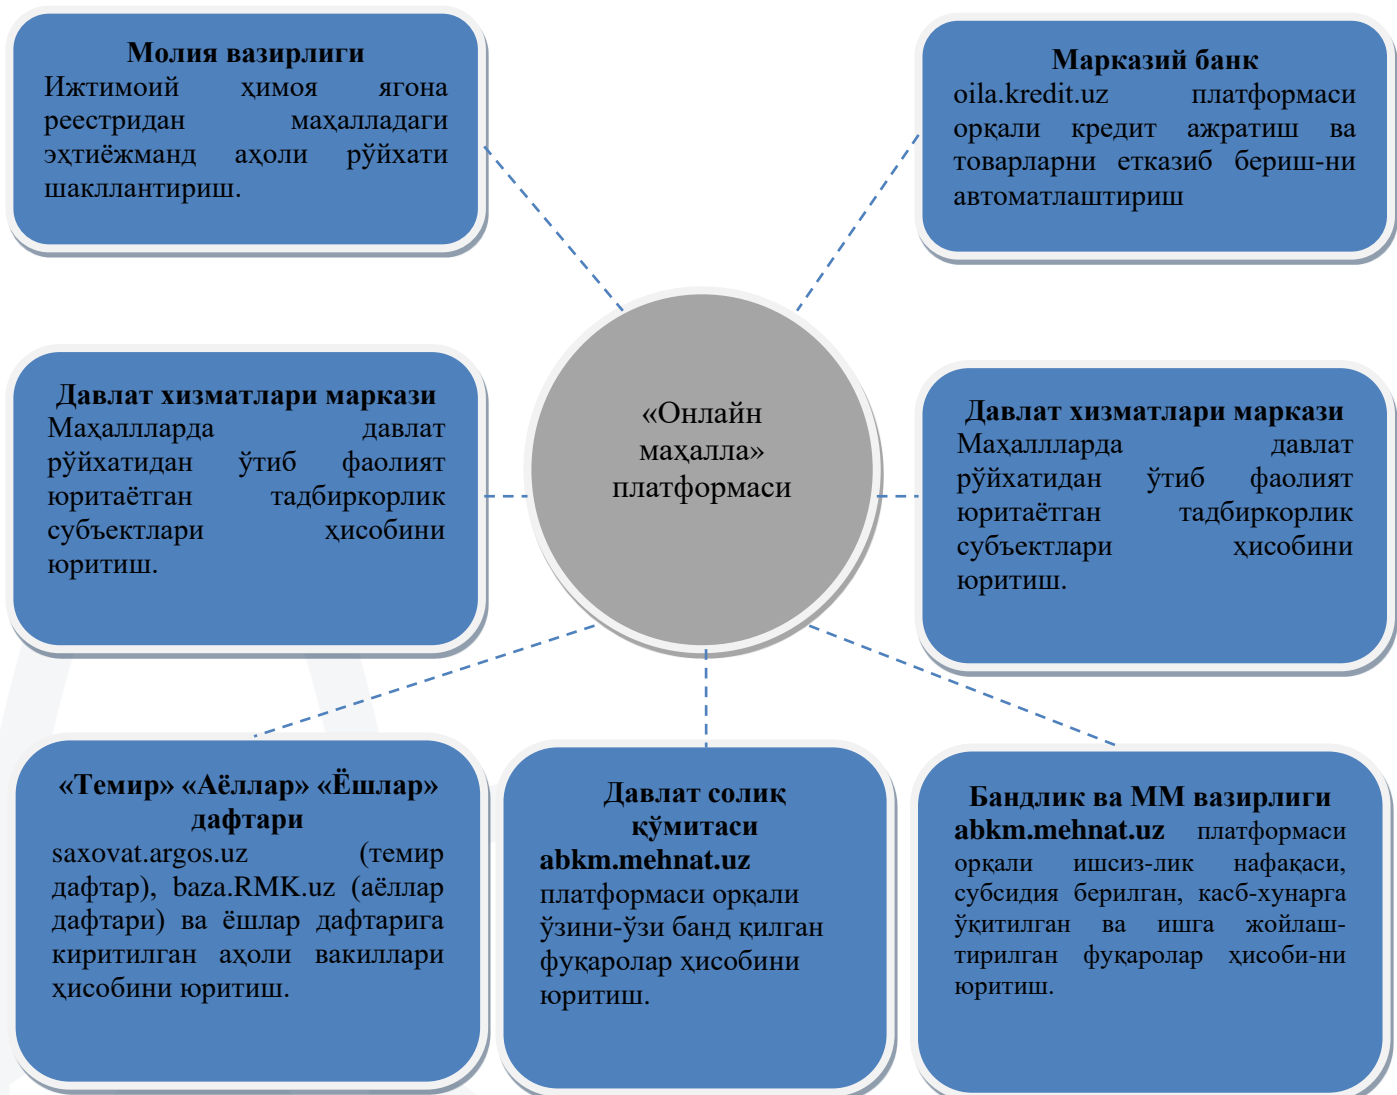 Молия вазирлиги
Ижтимоий ҳимоя ягона
реестридан маҳалладаги
эҳтиёжманд аҳоли рўйхати
шакллантириш.
Марказий банк
oila.kredit.uz платформаси
орқали кредит ажратиш ва
товарларни етказиб бериш-ни
автоматлаштириш
Давлат хизматлари маркази
Маҳаллларда давлат
рўйхатидан ўтиб фаолият
юритаётган тадбиркорлик
субъектлари ҳисобини
юритиш.
«Онлайн
маҳалла»
платформаси
Давлат хизматлари маркази
Маҳаллларда давлат
рўйхатидан ўтиб фаолият
юритаётган тадбиркорлик
субъектлари ҳисобини
юритиш.
«Темир» «Аёллар» «Ёшлар»
дафтари
saxovat.argos.uz (темир
дафтар), baza.RMK.uz (аёллар
дафтари) ва ёшлар дафтарига
киритилган аҳоли вакиллари
ҳисобини юритиш.
Давлат солиқ
қўмитаси
abkm.mehnat.uz
платформаси орқали
ўзини-ўзи банд қилган
фуқаролар ҳисобини
юритиш.
Бандлик ва ММ вазирлиги
abkm.mehnat.uz платформаси
орқали ишсиз-лик нафақаси,
субсидия берилган, касб-хунарга
ўқитилган ва ишга жойлаш-
тирилган фуқаролар ҳисоби-ни
юритиш.